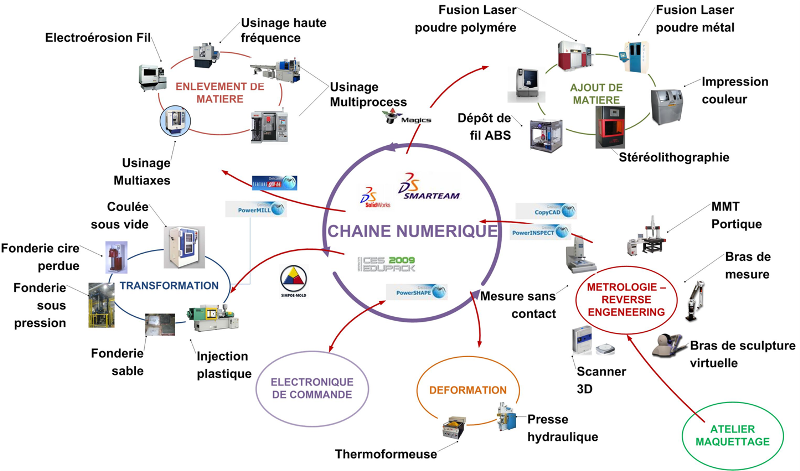 Electroérosion Fil
Usinage haute
fréquence
ENLEVEMENT DE
MATIERE
Usinage
Multiprocess
Usinage
Multiaxes
Fusion Laser
poudre polymére
Fusion Laser
poudre métal
AJOUT DE
MATIERE
Impression
couleur
Dépôt de
fil ABS
Stéréolithographie
Magics
SolidWorks
SMARTEAM
CHAINE NUMERIQUE
CES 2009
EDUPACK
PowerSHAPE
PowerMILL
CopyCAD
PowerINSPECT
Coulée
sous vide
Fonderie cire
perdue
TRANSFORMATION
Fonderie
sous
pression
Fonderie
sable
Injection
plastique
SIMPOE-MOLD
MMT
Portique
Bras de
mesure
Mesure sans
contact
METROLOGIE –
REVERSE
ENGENEERING
Bras de sculpture
virtuelle
Scanner
3D
ELECTRONIQUE
DE COMMANDE
DEFORMATION
Presse
hydraulique
Thermoformeuse
ATELIER
MAQUETTAGE